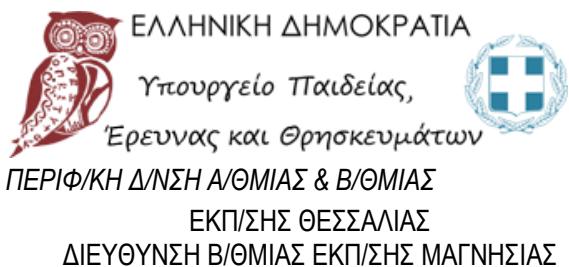 ΕΛΛΗΝΙΚΗ ΔΗΜΟΚΡΑΤΙΑ
Υπουργείο Παιδείας,
Έρευνας και Θρησκευμάτων
ΠΕΡΙΦ/ΚΗ Δ/ΝΣΗ Α/ΘΜΙΑΣ & Β/ΘΜΙΑΣ
ΕΚΠ/ΣΗΣ ΘΕΣΣΑΛΙΑΣ
ΔΙΕΥΘΥΝΣΗ Β/ΘΜΙΑΣ ΕΚΠ/ΣΗΣ ΜΑΓΝΗΣΙΑΣ